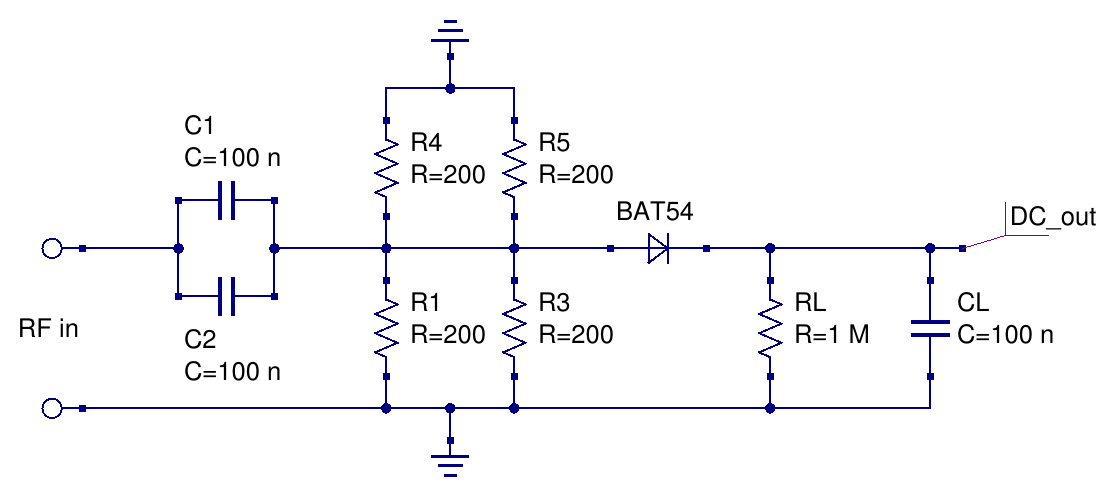 C1
C=100 n
R4
R=200
R5
R=200
BAT54
DC_out
RF in
C2
C=100 n
R1
R=200
R3
R=200
RL
R=1 M
CL
C=100 n